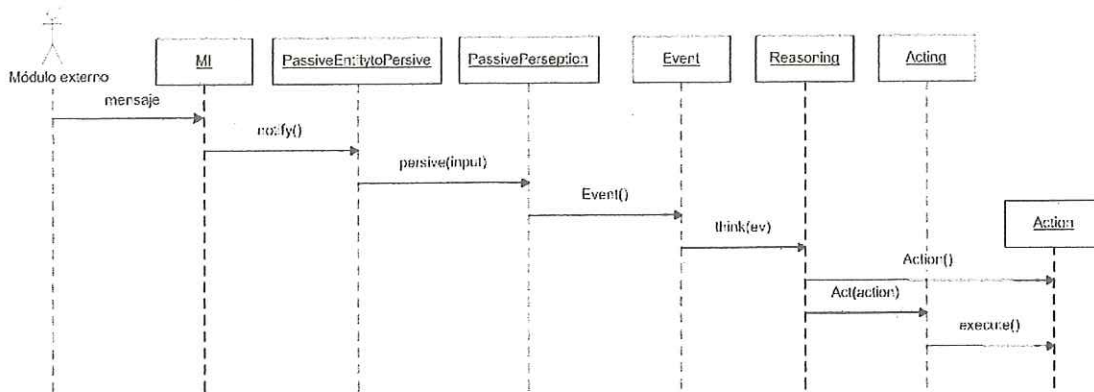 MI
PassiveEntitytoPersive
PassivePerseption
Event
Reasoning
Acting
Módulo externo
mensaje
notify()
persive(input)
Event()
think(ev)
Action
Action()
Act(action)
execute()